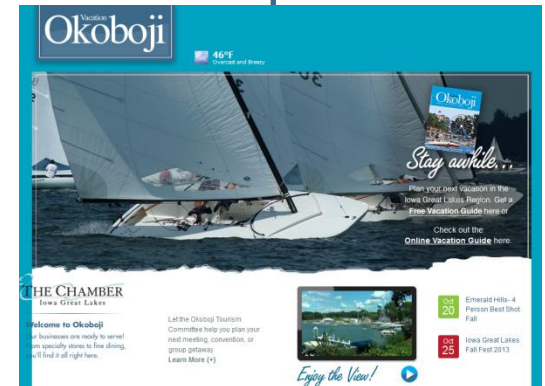 Vacation
Okoboji
46°F
Overcast and Breezy
Okoboji
Stay awhile...
Plan your next vacation in the
Iowa Great Lakes Region. Get a
Free Vacation Guide here or
Check out the
Online Vacation Guide here.
THE CHAMBER
Iowa Great Lakes
Welcome to Okoboji
Our businesses are ready to serve!
From specialty stores to fine dining,
you'll find it all right here.
Let the Okoboji Tourism
Committee help you plan your
next meeting, convention, or
group getaway.
Learn More (+)
Enjoy the View!
Oct
20
Emerald Hills- 4
Person Best Shot
Fall
Oct
25
Iowa Great Lakes
Fall Fest 2013